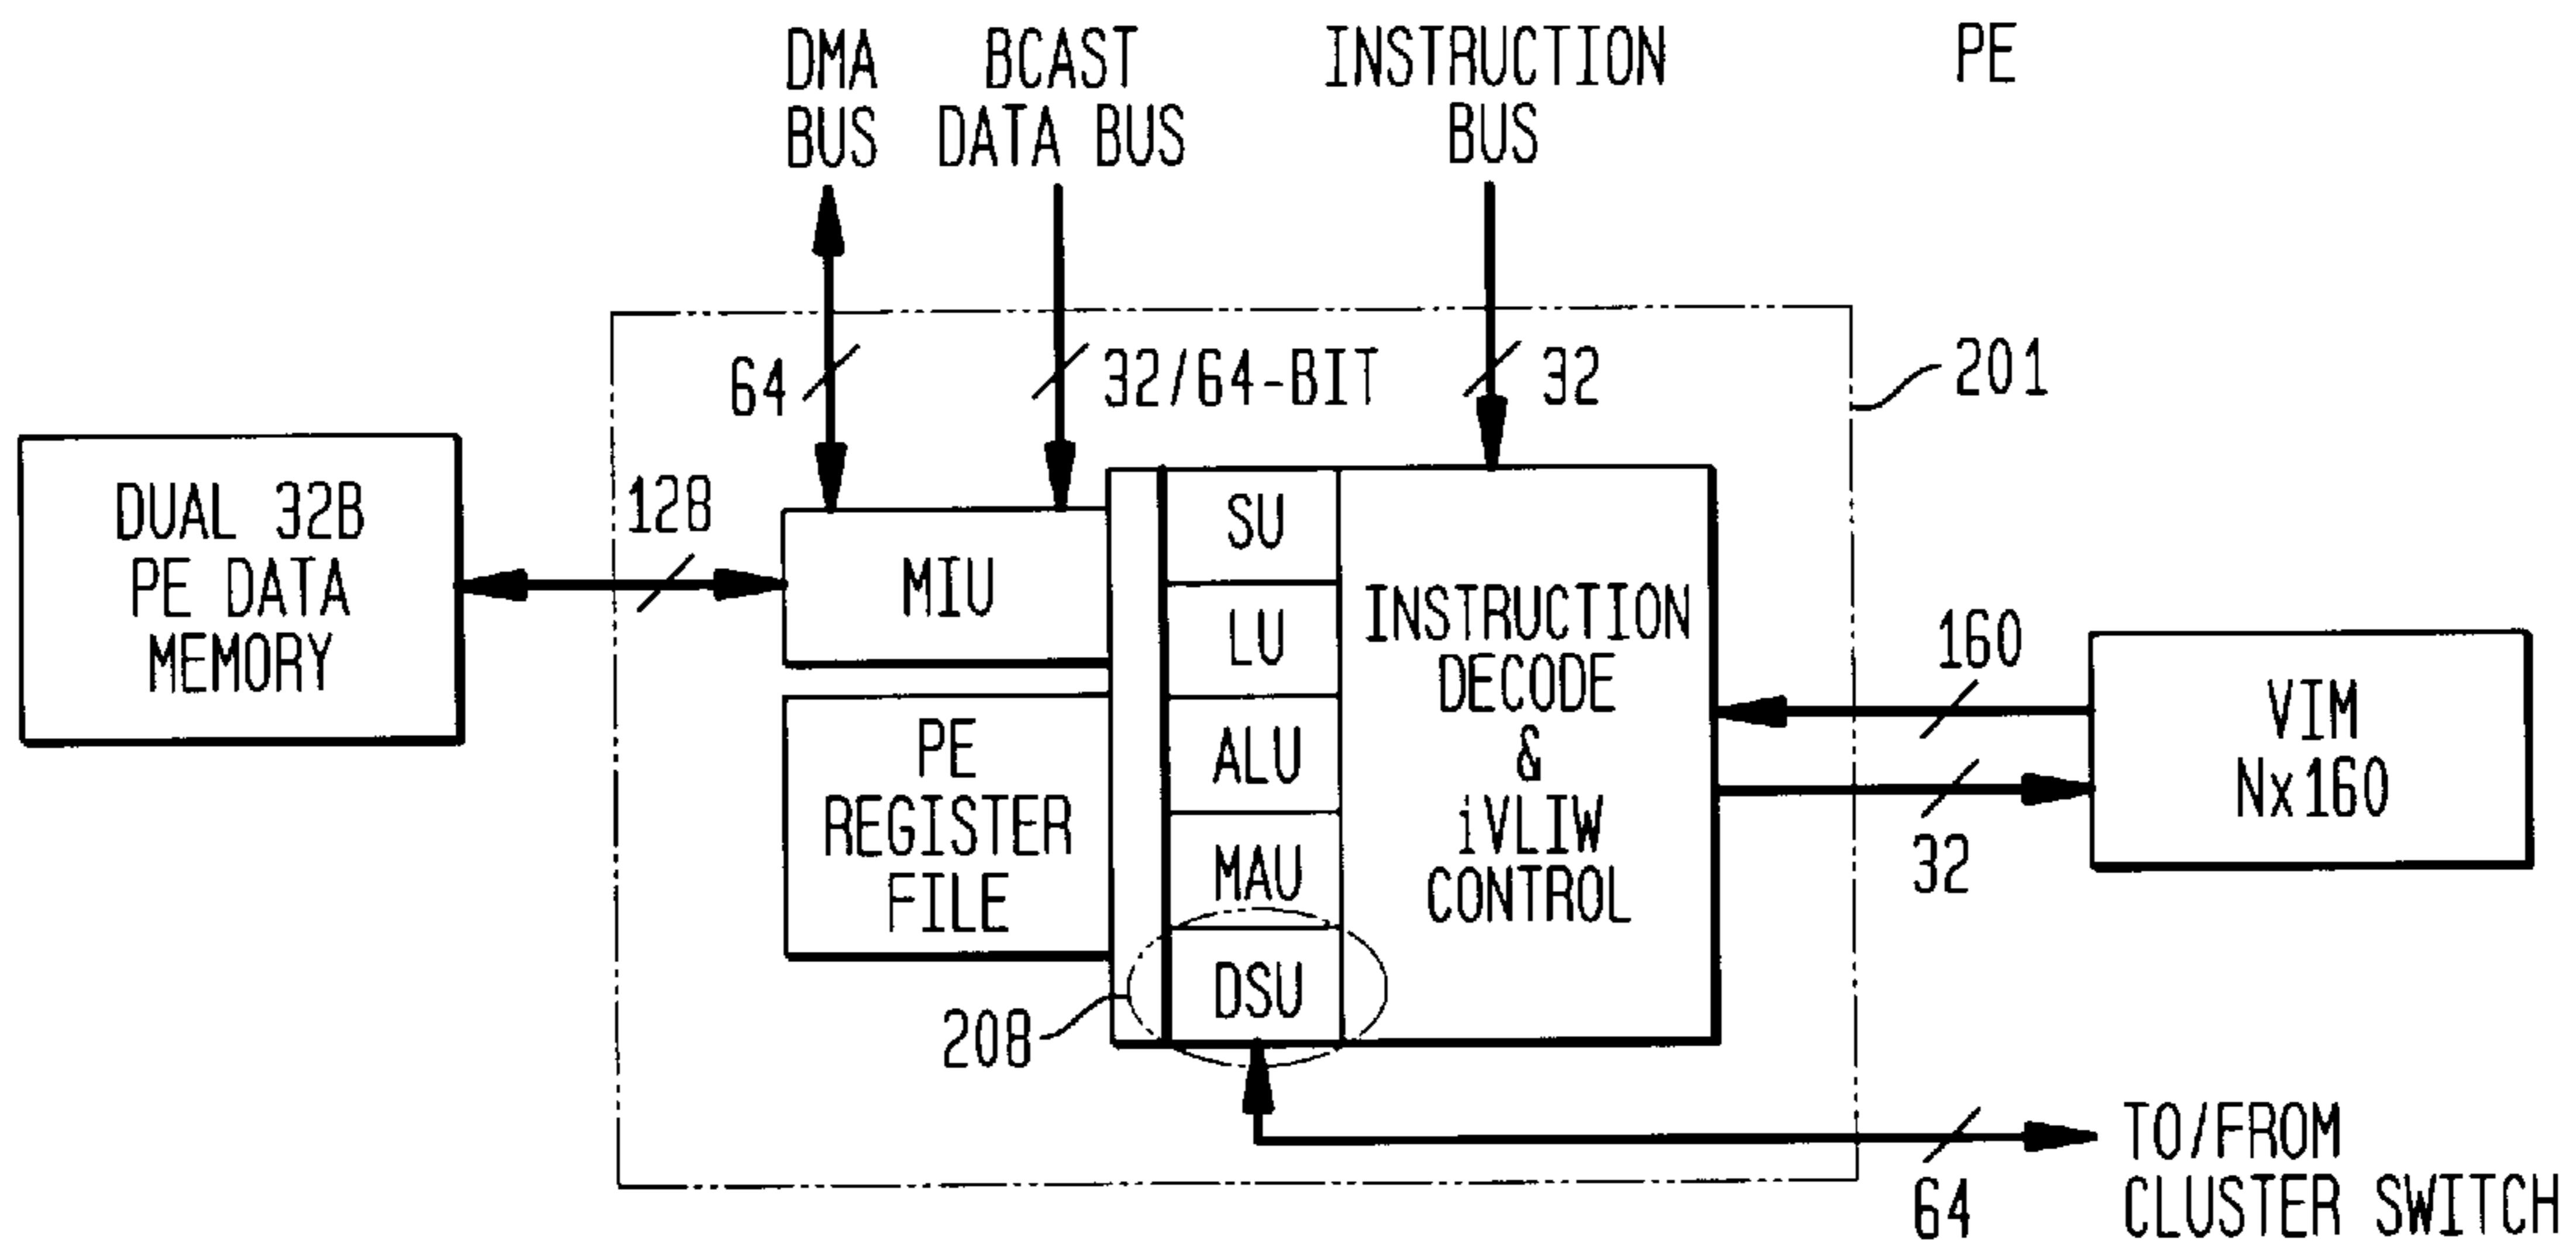 DMA
BUS
BCAST
DATA BUS
INSTRUCTION
BUS
PE
64
32/64-BIT
32
201
DUAL 32B
PE DATA
MEMORY
128
MIU
PE
REGISTER
FILE
SU
LU
ALU
MAU
DSU
INSTRUCTION
DECODE
&
iVLIW
CONTROL
160
32
VIM
Nx160
208
64
TO/FROM
CLUSTER SWITCH